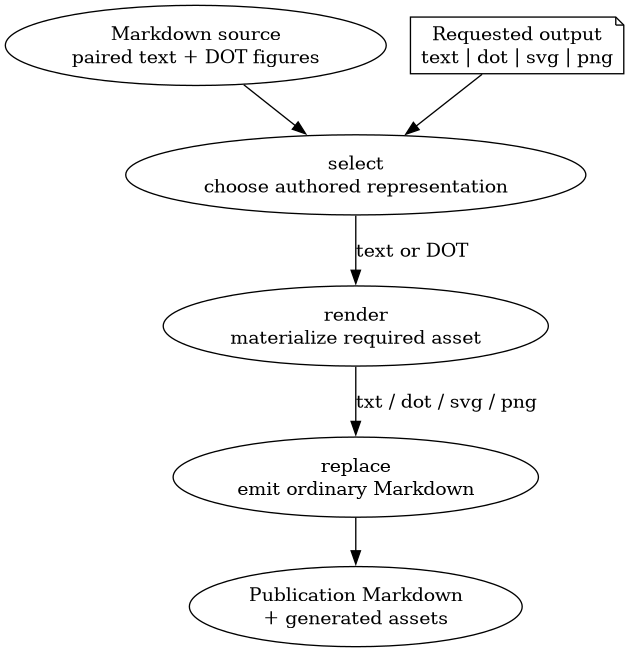 Markdown source
paired text + DOT figures
Requested output
text | dot | svg | png
select
choose authored representation
text or DOT
render
materialize required asset
txt / dot / svg / png
replace
emit ordinary Markdown
Publication Markdown
+ generated assets